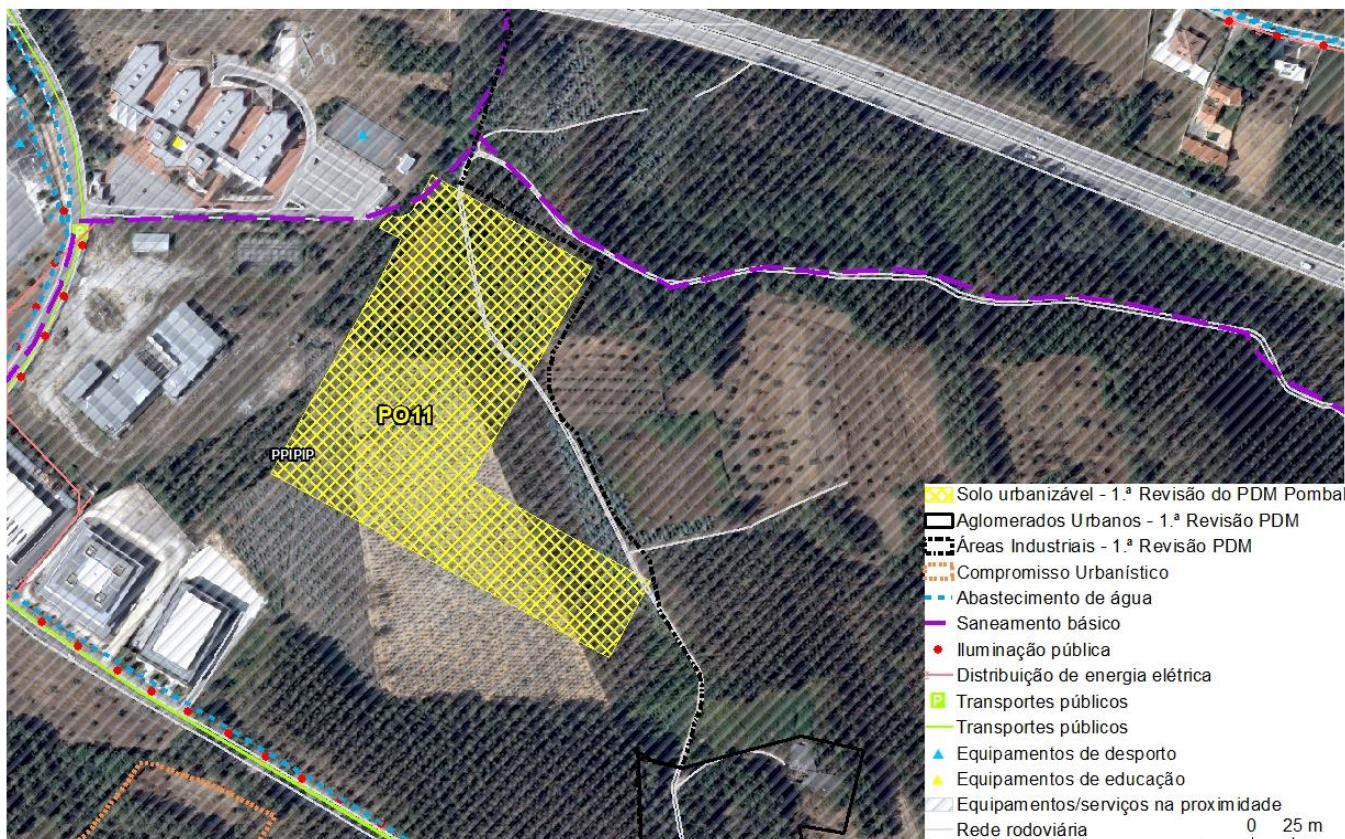 P
PO11
PPIPIP
Solo urbanizável - 1.ª Revisão do PDM Pombal
Aglomerados Urbanos - 1.ª Revisão PDM
Áreas Industriais - 1.ª Revisão PDM
Compromisso Urbanístico
Abastecimento de água
Saneamento básico
Iluminação pública
Distribuição de energia elétrica
P Transportes públicos
Transportes públicos
Equipamentos de desporto
Equipamentos de educação
Equipamentos/serviços na proximidade
Rede rodoviária
0 25 m